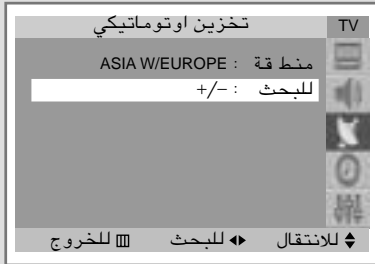 TV تخزين اوتوماتيكي
منطقة : ASIA W/EUROPE
للبحث : -/+
للانتقال للبحث للخروج